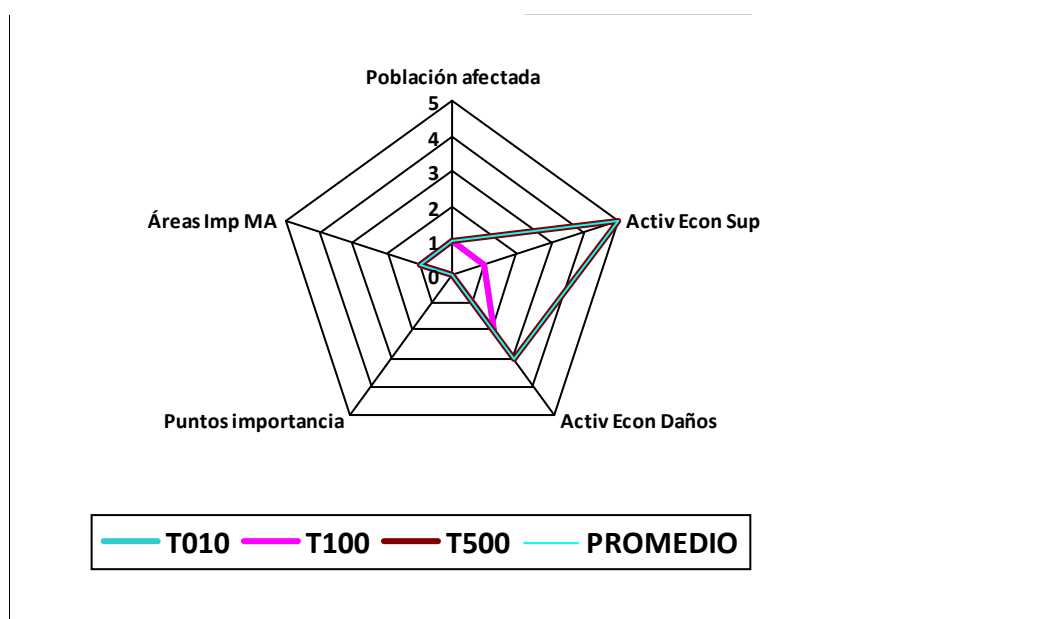 Población afectada
5
4
3
2
1
0
Áreas Imp MA
Activ Econ Sup
Puntos importancia
Activ Econ Daños
T010 T100 T500 PROMEDIO